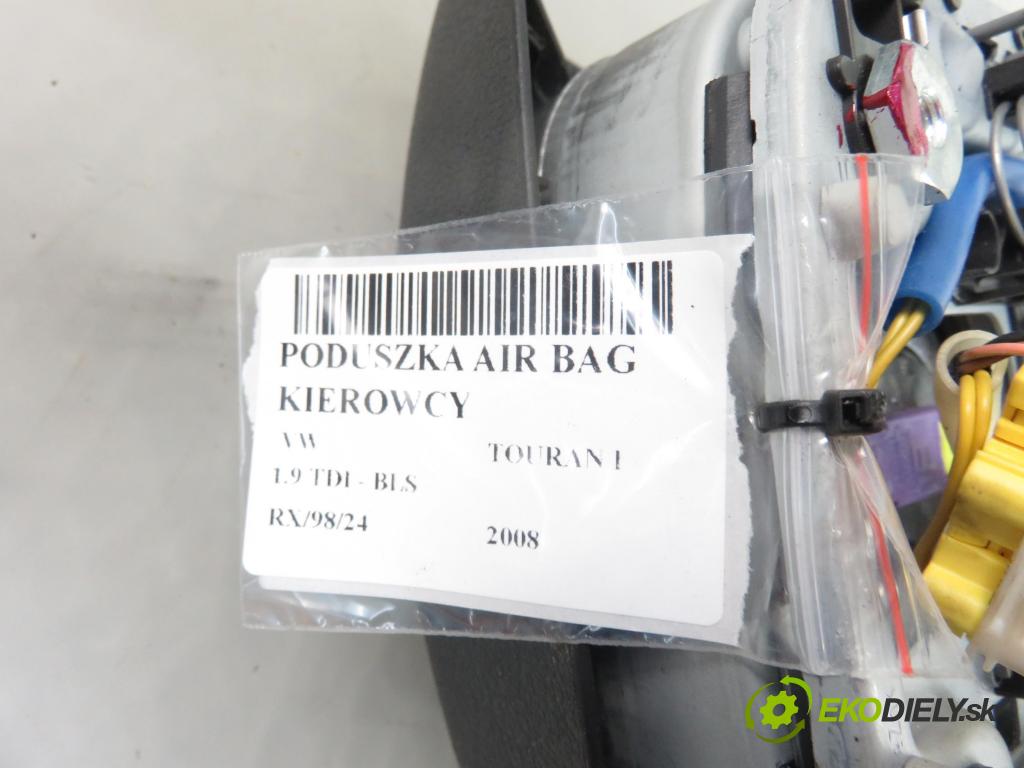 PODUSZKA AIR BAG
KIEROWCY
VW TOURAN I
1.9 TDI - BLS
RX/98/24 2008
EKODIELY.sk